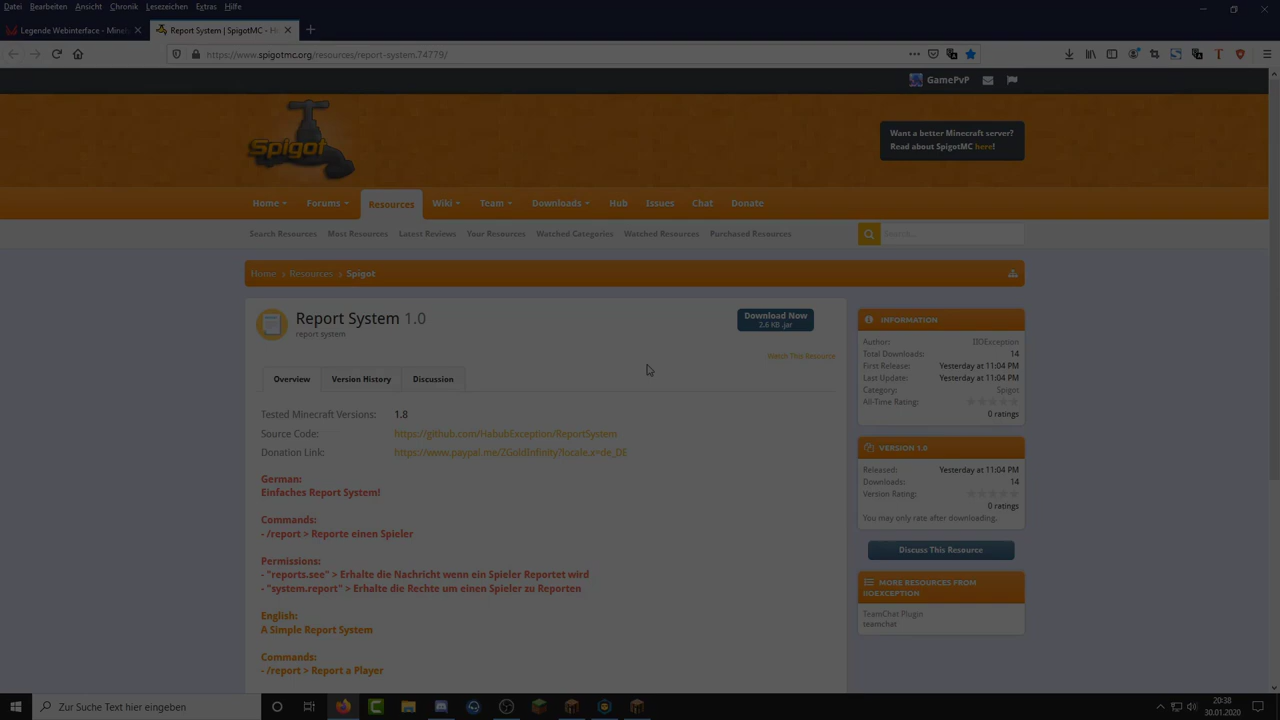 Datei Bearbeiten Ansicht Chronik Lesezeichen Extras Hilfe
Legende Webinterface - Mineh
Report System | SpigotMC - H
https://www.spigotmc.org/resources/report-system.74779/
GamePvP
Spigot
Want a better Minecraft server?
Read about SpigotMC here!
Home Forums Resources Wiki Team Downloads Hub Issues Chat Donate
Search Resources Most Resources Latest Reviews Your Resources Watched Categories Watched Resources Purchased Resources
Search...
Home Resources Spigot
Report System 1.0
report system
Download Now
2.6 KB .jar
Watch This Resource
Overview Version History Discussion
Tested Minecraft Versions: 1.8
Source Code: https://github.com/HabubException/ReportSystem
Donation Link: https://www.paypal.me/ZGoldInfinity?locale.x=de_DE
German:
Einfaches Report System!
Commands:
- /report > Reporte einen Spieler
Permissions:
- "reports.see" > Erhalte die Nachricht wenn ein Spieler Reportet wird
- "system.report" > Erhalte die Rechte um einen Spieler zu Reporten
English:
A Simple Report System
Commands:
- /report > Report a Player
INFORMATION
Author: IIOException
Total Downloads: 14
First Release: Yesterday at 11:04 PM
Last Update: Yesterday at 11:04 PM
Category: Spigot
All-Time Rating:
0 ratings
VERSION 1.0
Released: Yesterday at 11:04 PM
Downloads: 14
Version Rating:
0 ratings
You may only rate after downloading.
Discuss This Resource
MORE RESOURCES FROM
IIOEXCEPTION
TeamChat Plugin
teamchat
Zur Suche Text hier eingeben
20:38
30.01.2020